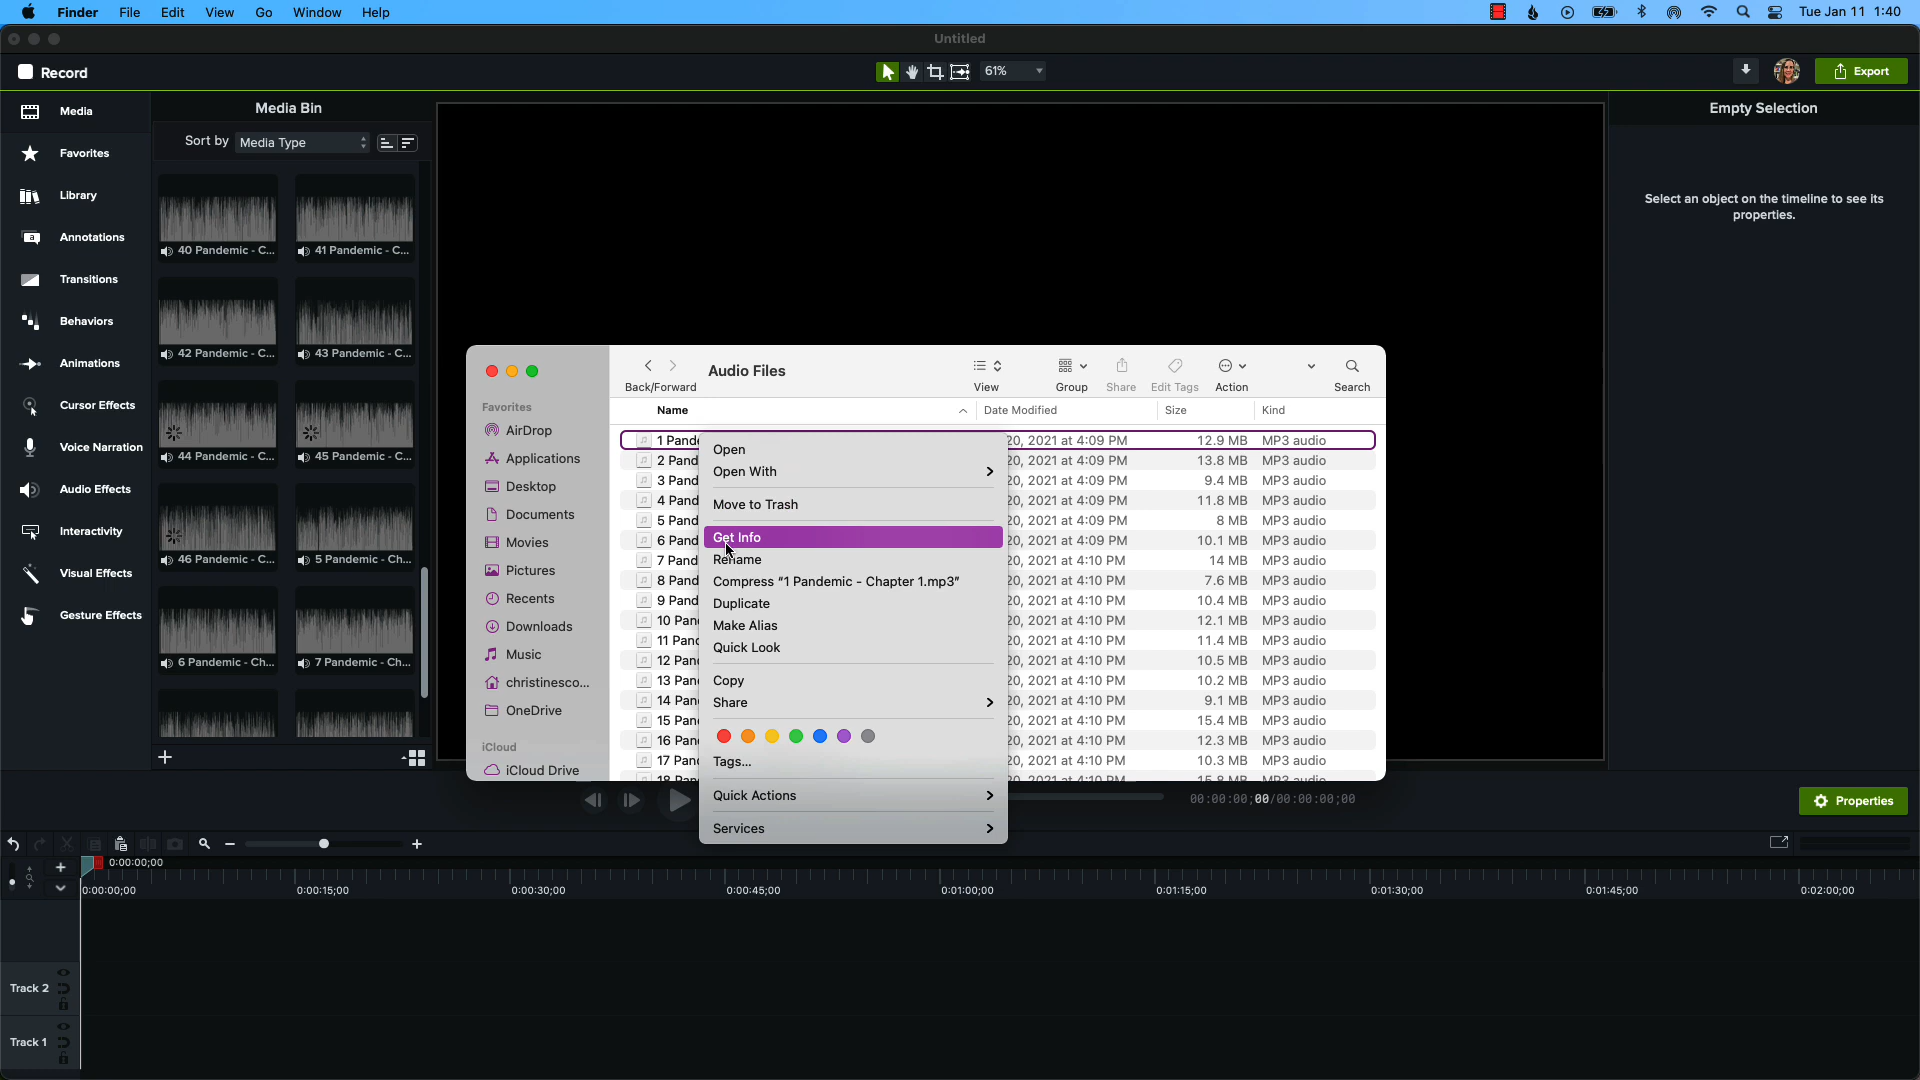 Finder File Edit View Go Window Help
Tue Jan 11 1:40
Untitled
Record
61%
Export
Media
Favorites
Library
Annotations
Transitions
Behaviors
Animations
Cursor Effects
Voice Narration
Audio Effects
Interactivity
Visual Effects
Gesture Effects
Media Bin
Sort by Media Type
40 Pandemic - C... 41 Pandemic - C...
42 Pandemic - C... 43 Pandemic - C...
44 Pandemic - C... 45 Pandemic - C...
46 Pandemic - C... 5 Pandemic - Ch...
6 Pandemic - Ch... 7 Pandemic - Ch...
Empty Selection
Select an object on the timeline to see its
properties.
Favorites
AirDrop
Applications
Desktop
Documents
Movies
Pictures
Recents
Downloads
Music
christinesco...
OneDrive
iCloud
iCloud Drive
Back/Forward
Audio Files
View Group Share Edit Tags Action Search
Name Date Modified Size Kind
1 Pande 20, 2021 at 4:09 PM 12.9 MB MP3 audio
2 Pand 20, 2021 at 4:09 PM 13.8 MB MP3 audio
3 Pand 20, 2021 at 4:09 PM 9.4 MB MP3 audio
4 Pand 20, 2021 at 4:09 PM 11.8 MB MP3 audio
5 Pand 20, 2021 at 4:09 PM 8 MB MP3 audio
6 Pand 20, 2021 at 4:09 PM 10.1 MB MP3 audio
7 Pand 20, 2021 at 4:10 PM 14 MB MP3 audio
8 Pand 20, 2021 at 4:10 PM 7.6 MB MP3 audio
9 Pand 20, 2021 at 4:10 PM 10.4 MB MP3 audio
10 Pan 20, 2021 at 4:10 PM 12.1 MB MP3 audio
11 Panc 20, 2021 at 4:10 PM 11.4 MB MP3 audio
12 Pan 20, 2021 at 4:10 PM 10.5 MB MP3 audio
13 Pan 20, 2021 at 4:10 PM 10.2 MB MP3 audio
14 Pan 20, 2021 at 4:10 PM 9.1 MB MP3 audio
15 Pan 20, 2021 at 4:10 PM 15.4 MB MP3 audio
16 Pan 20, 2021 at 4:10 PM 12.3 MB MP3 audio
17 Pan 20, 2021 at 4:10 PM 10.3 MB MP3 audio
18 Pan 20, 2021 at 4:10 PM 15.8 MB MP3 audio
Open
Open With
Move to Trash
Get Info
Rename
Compress "1 Pandemic - Chapter 1.mp3"
Duplicate
Make Alias
Quick Look
Copy
Share
Tags...
Quick Actions
Services
00:00:00;00/00:00:00;00
Properties
0:00:00;00
0:00:00;00 0:00:15;00 0:00:30;00 0:00:45;00 0:01:00;00 0:01:15;00 0:01:30;00 0:01:45;00 0:02:00;00
Track 2
Track 1